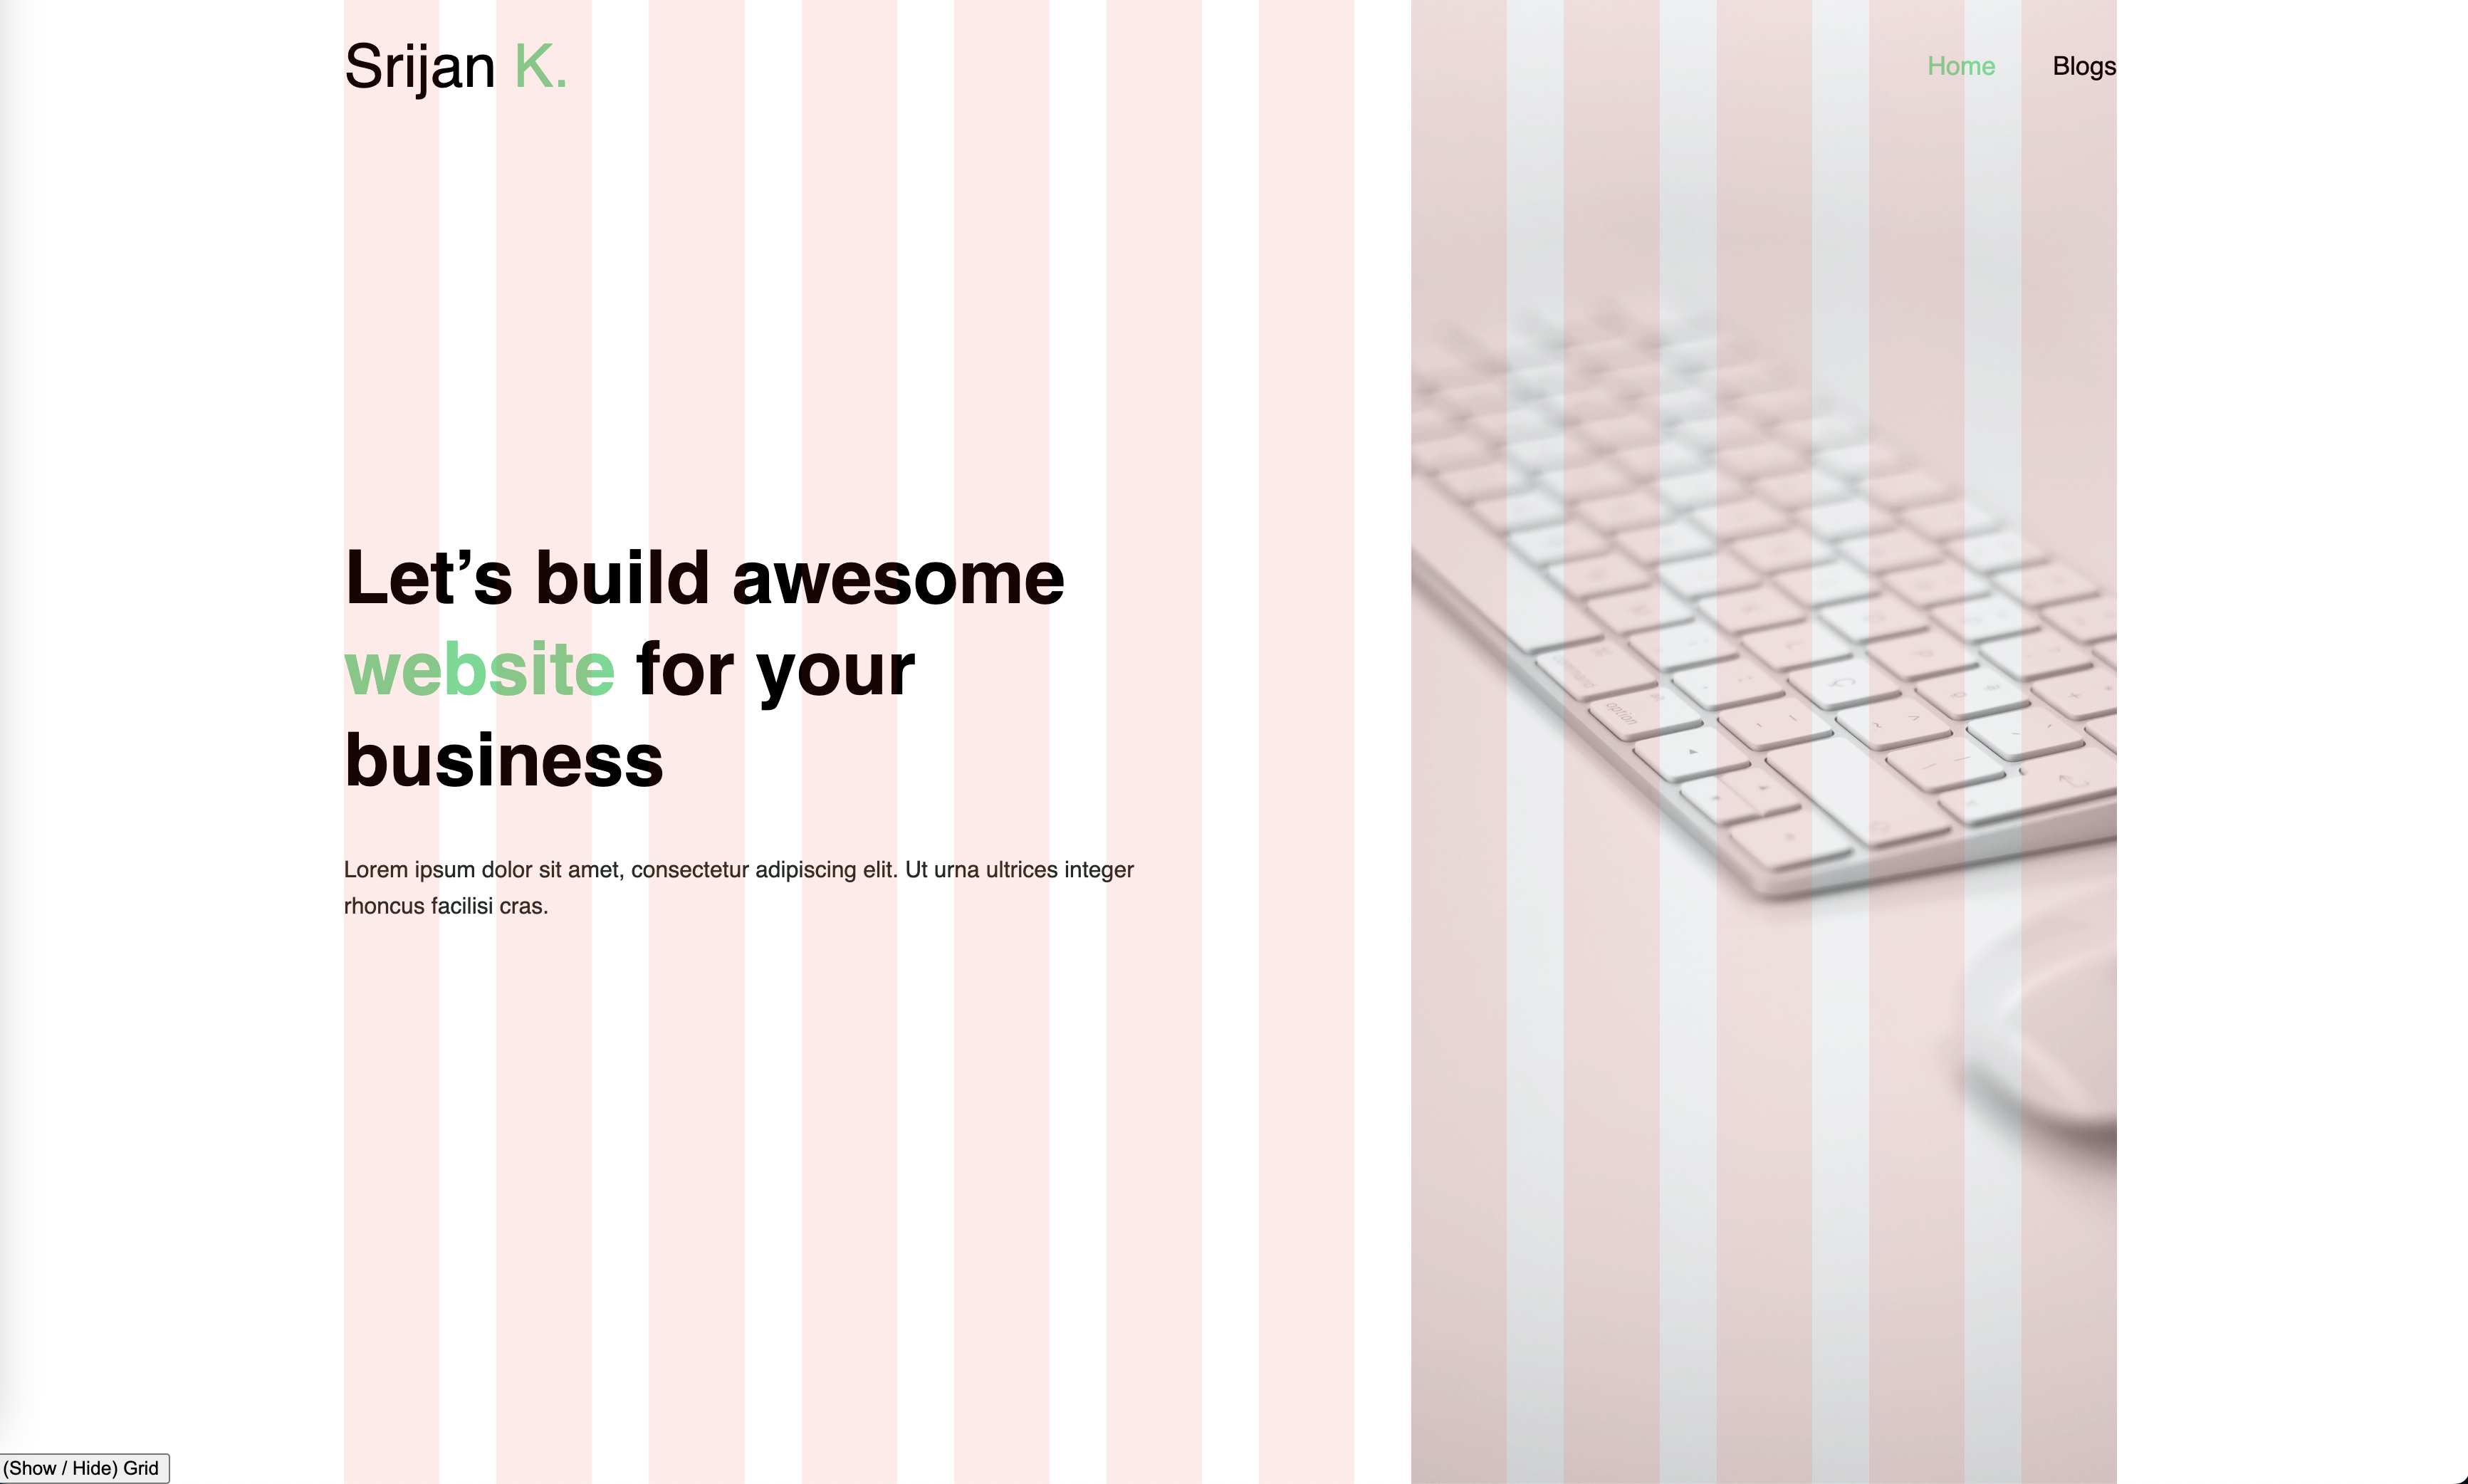 Srijan K.
Home
Blogs
Let’s build awesome
website for your
business
Lorem ipsum dolor sit amet, consectetur adipiscing elit. Ut urna ultrices integer
rhoncus facilisi cras.
option
(Show / Hide) Grid